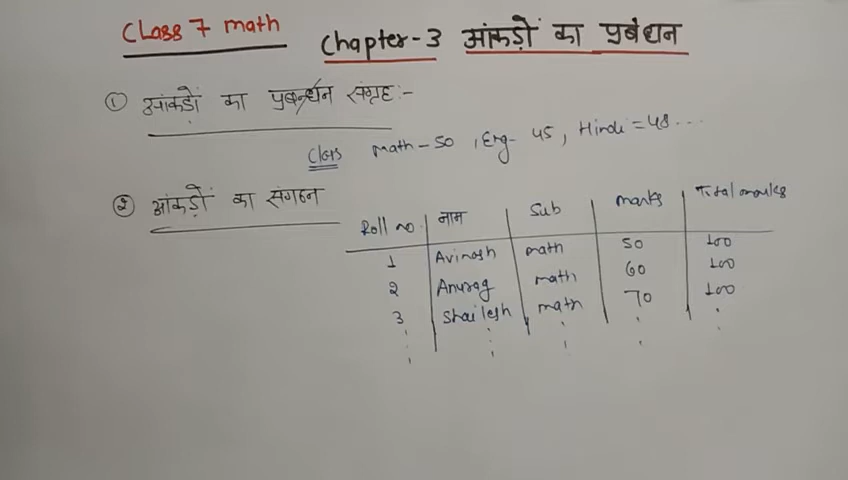 Class 7 math
Chapter-3 आंकड़ों का प्रबंधन
① आंकड़ों का प्रबन्धन संग्रह:-
Class math - 50, Eng - 45, Hindi = 48 ...
② आंकड़ों का संगठन
Roll no. नाम Sub marks Total marks
1 Avinash math 50 100
2 Anurag math 60 100
3 Shailesh math 70 100